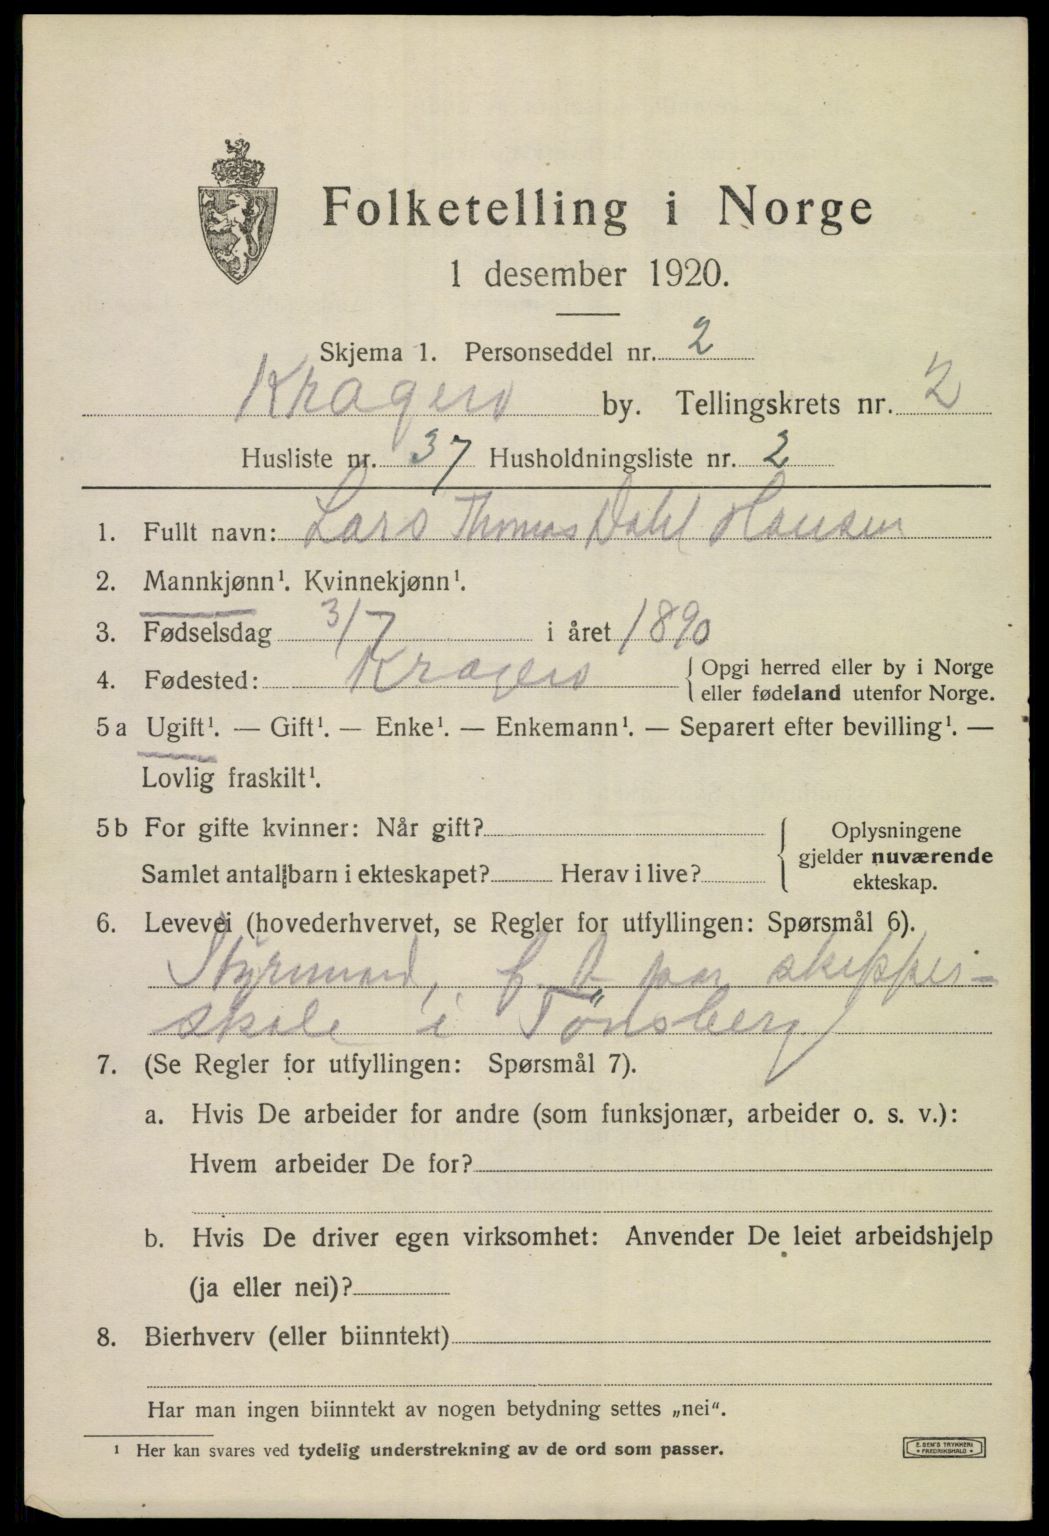 Folketelling i Norge
1 desember 1920.
Skjema 1. Personseddel nr. 2
Kragerø by. Tellingskrets nr. 2
Husliste nr. 37 Husholdningsliste nr. 2
1. Fullt navn: Lars Thomas Dahl Hansen
2. Mannkjønn¹. Kvinnekjønn¹.
3. Fødselsdag 3/7 i året 1890
4. Fødested: Kragerø { Opgi herred eller by i Norge
eller fødeland utenfor Norge.
5 a Ugift¹. — Gift¹. — Enke¹. — Enkemann¹. — Separert efter bevilling¹. —
Lovlig fraskilt¹.
5 b For gifte kvinner: Når gift?
Samlet antal barn i ekteskapet? Herav i live?
Oplysningene
gjelder nuværende
ekteskap.
6. Levevei (hovederhvervet, se Regler for utfyllingen: Spørsmål 6).
Styrmand, f. t. paa skipper-
skole i Tønsberg
7. (Se Regler for utfyllingen: Spørsmål 7).
a. Hvis De arbeider for andre (som funksjonær, arbeider o. s. v.):
Hvem arbeider De for?
b. Hvis De driver egen virksomhet: Anvender De leiet arbeidshjelp
(ja eller nei)?
8. Bierhverv (eller biinntekt)
Har man ingen biinntekt av nogen betydning settes „nei".
¹ Her kan svares ved tydelig understrekning av de ord som passer.
E. SEM'S TRYKKERI
• FREDRIKSHALD •